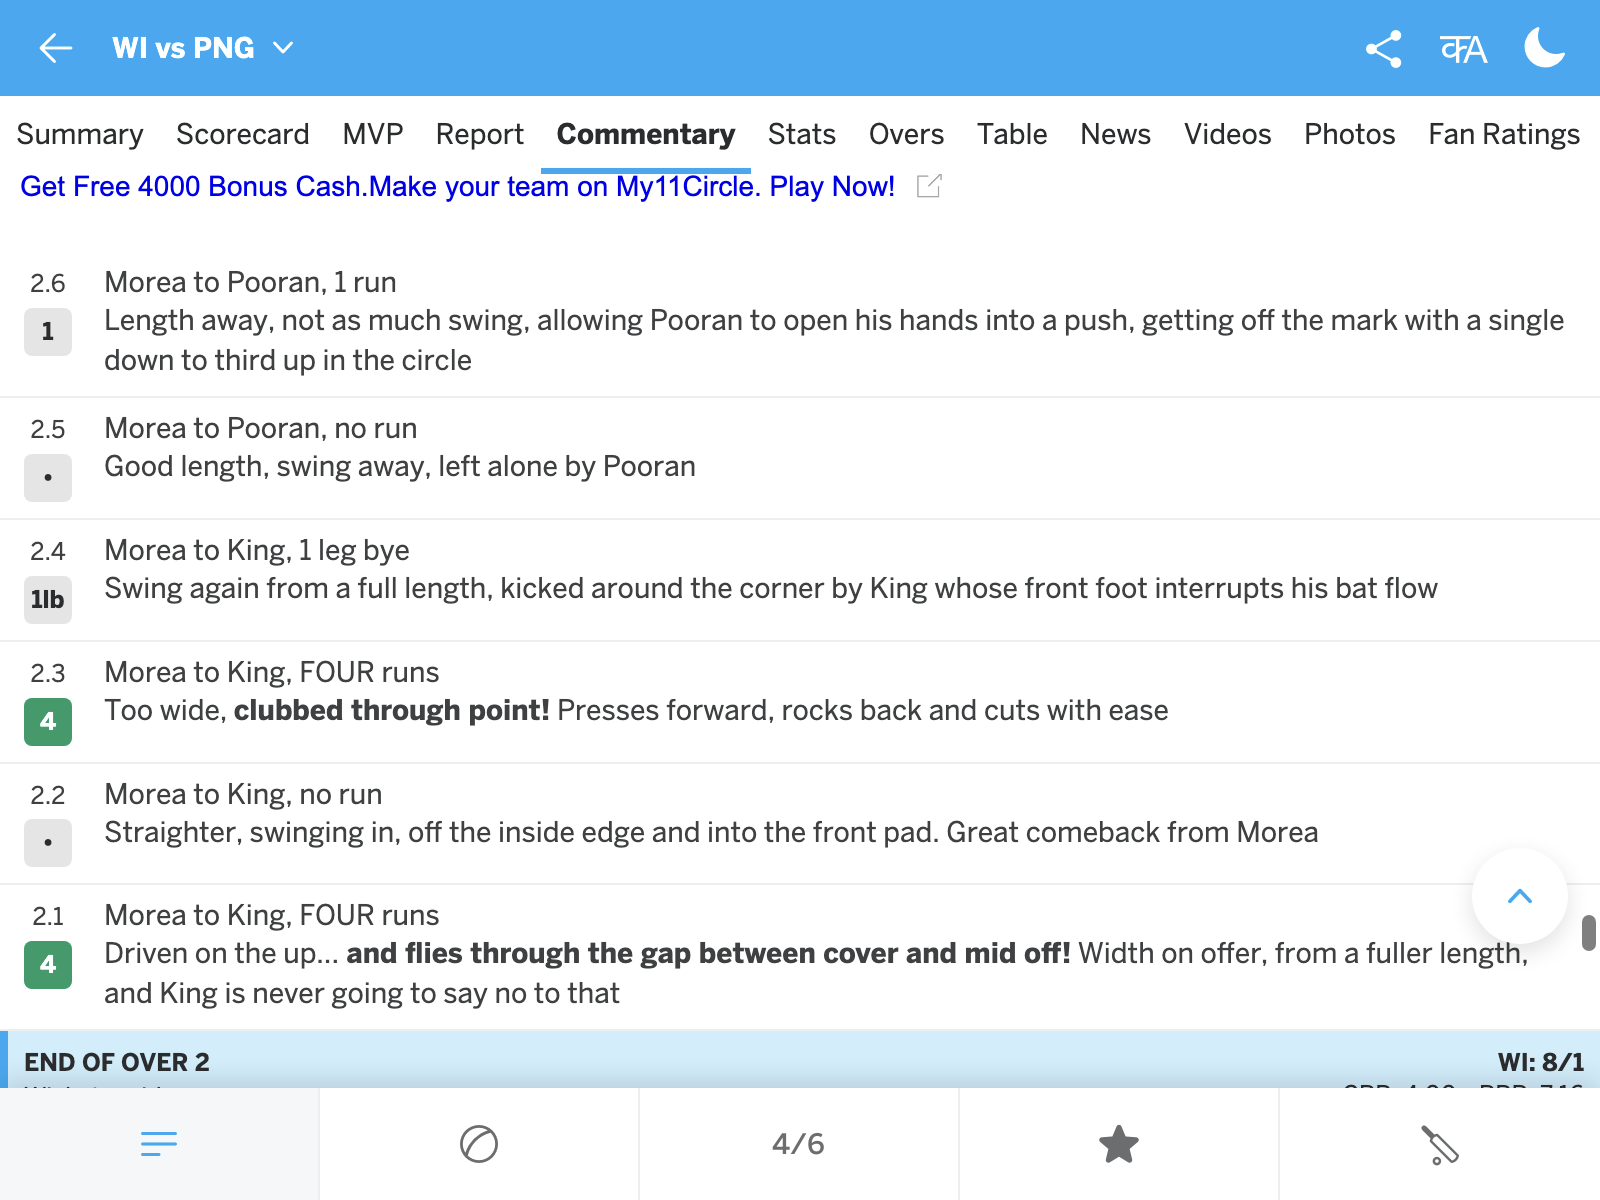 WI vs PNG
कA
Summary Scorecard MVP Report Commentary Stats Overs Table News Videos Photos Fan Ratings
Get Free 4000 Bonus Cash.Make your team on My11Circle. Play Now!
2.6 Morea to Pooran, 1 run
1 Length away, not as much swing, allowing Pooran to open his hands into a push, getting off the mark with a single
down to third up in the circle
2.5 Morea to Pooran, no run
• Good length, swing away, left alone by Pooran
2.4 Morea to King, 1 leg bye
1lb Swing again from a full length, kicked around the corner by King whose front foot interrupts his bat flow
2.3 Morea to King, FOUR runs
4 Too wide, clubbed through point! Presses forward, rocks back and cuts with ease
2.2 Morea to King, no run
• Straighter, swinging in, off the inside edge and into the front pad. Great comeback from Morea
2.1 Morea to King, FOUR runs
4 Driven on the up... and flies through the gap between cover and mid off! Width on offer, from a fuller length,
and King is never going to say no to that
END OF OVER 2 WI: 8/1
4/6